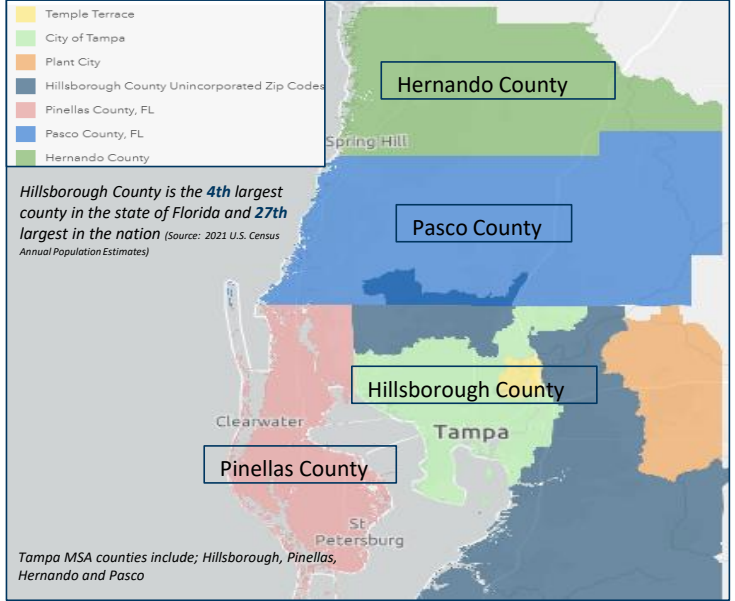 Temple Terrace
City of Tampa
Plant City
Hillsborough County Unincorporated Zip Codes
Pinellas County, FL
Pasco County, FL
Hernando County
Hernando County
Spring Hill
Hillsborough County is the 4th largest
county in the state of Florida and 27th
largest in the nation (Source: 2021 U.S. Census
Annual Population Estimates)
Pasco County
Hillsborough County
Clearwater
Tampa
Pinellas County
St
Petersburg
Tampa MSA counties include; Hillsborough, Pinellas,
Hernando and Pasco